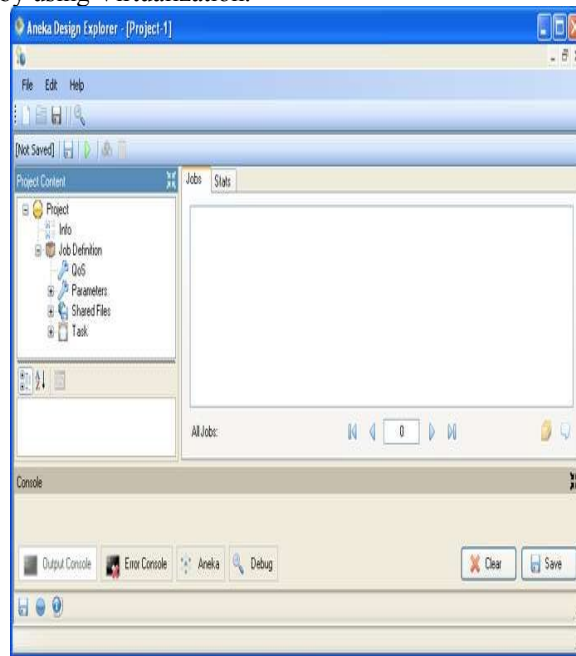 by using Virtualization.
Aneka Design Explorer - [Project-1]
File Edit Help
[Not Saved]
Project Content
Jobs Stats
Project
Info
Job Definition
QoS
Parameters
Shared Files
Task
All Jobs: 0
Console
Output Console Error Console Aneka Debug Clear Save